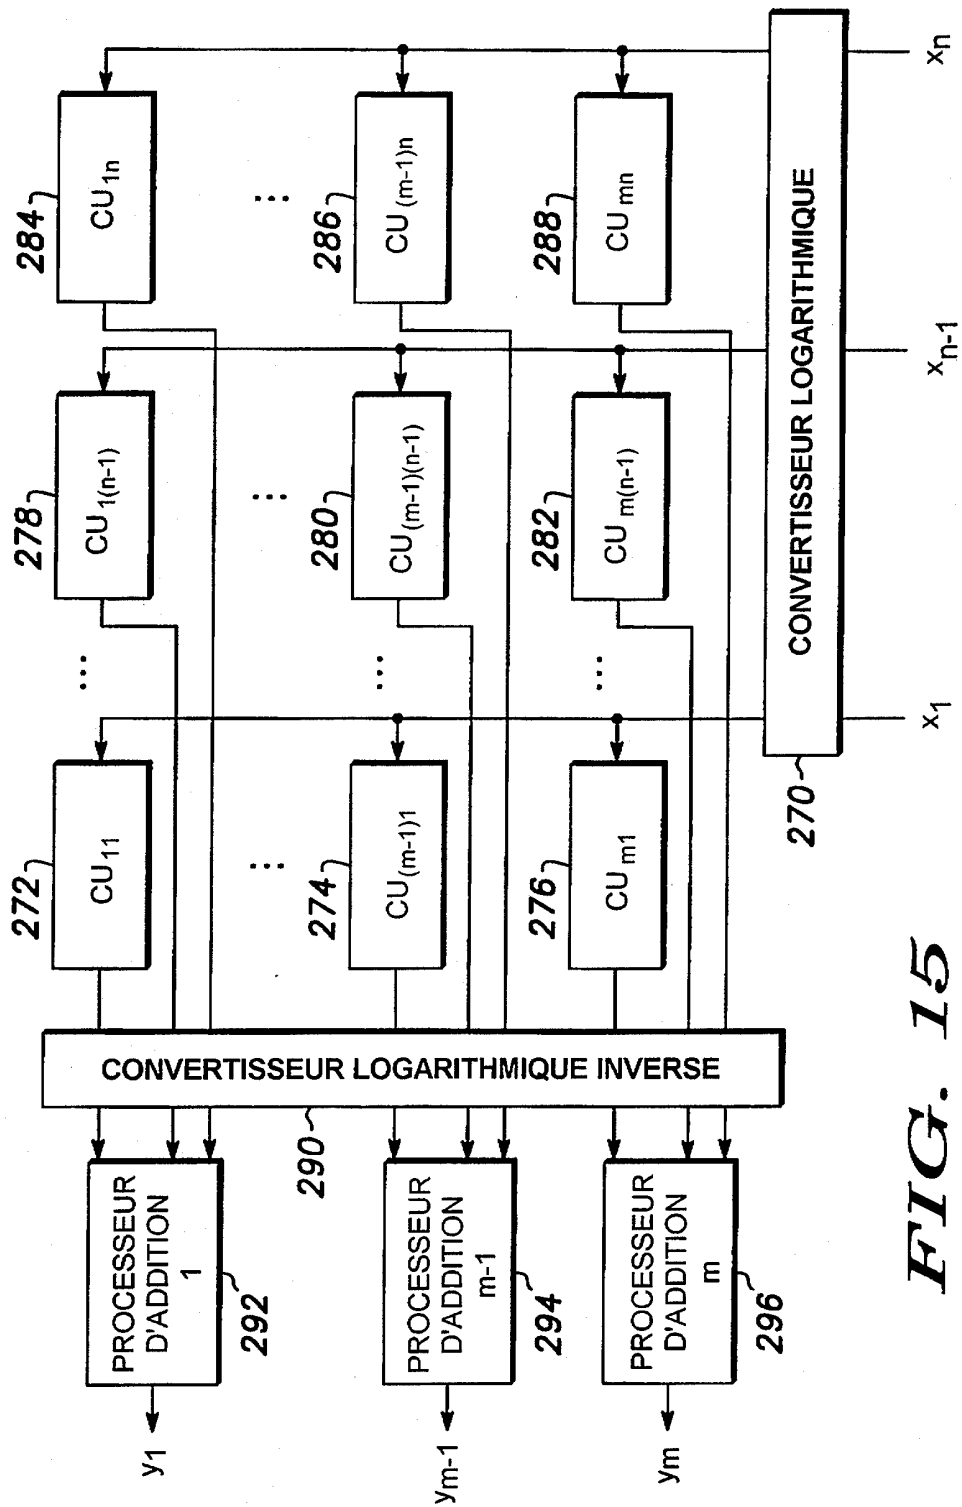 y1
PROCESSEUR
D'ADDITION
1
292
ym-1
PROCESSEUR
D'ADDITION
m-1
294
ym
PROCESSEUR
D'ADDITION
m
296
CONVERTISSEUR LOGARITHMIQUE INVERSE
290
272
CU11
...
274
CU(m-1)1
276
CUm1
...
...
...
278
CU1(n-1)
...
280
CU(m-1)(n-1)
282
CUm(n-1)
284
CU1n
...
286
CU(m-1)n
288
CUmn
270
CONVERTISSEUR LOGARITHMIQUE
x1
xn-1
xn
FIG. 15